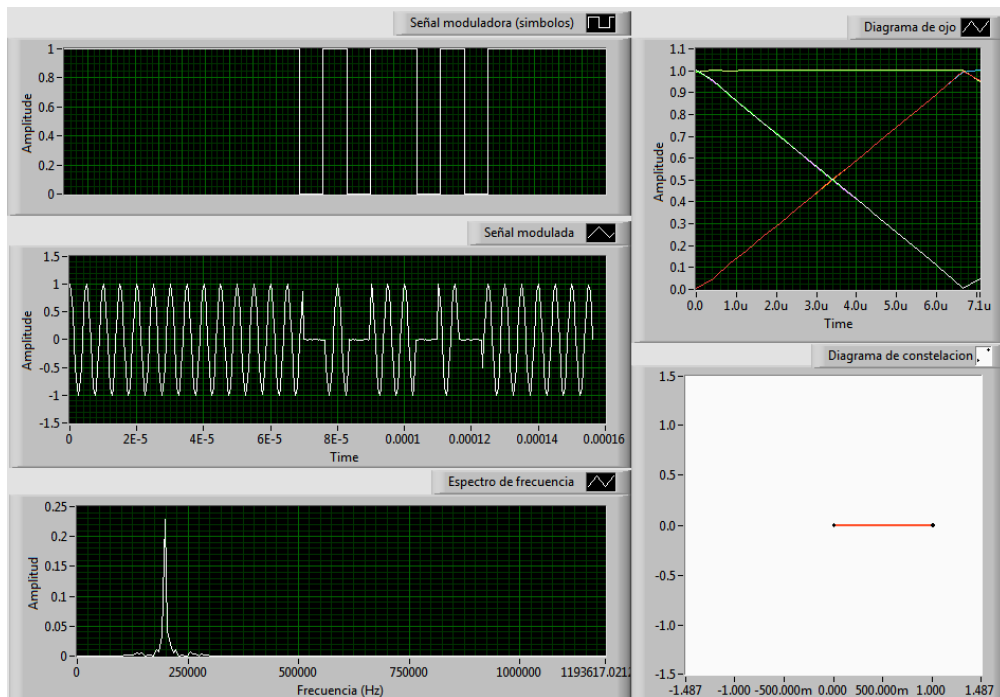 Señal moduladora (simbolos)
Amplitude
1
0.8
0.6
0.4
0.2
0
Señal modulada
Amplitude
1.5
1
0.5
0
-0.5
-1
-1.5
0 2E-5 4E-5 6E-5 8E-5 0.0001 0.00012 0.00014 0.00016
Time
Espectro de frecuencia
Amplitud
0.25
0.2
0.15
0.1
0.05
0
0 250000 500000 750000 1000000 1193617.021
Frecuencia (Hz)
Diagrama de ojo
Amplitude
1.1
1.0
0.9
0.8
0.7
0.6
0.5
0.4
0.3
0.2
0.1
0.0
0.0 1.0u 2.0u 3.0u 4.0u 5.0u 6.0u 7.1u
Time
Diagrama de constelacion
1.5
1.0
0.5
0.0
-0.5
-1.0
-1.5
-1.487 -1.000 -500.000m 0.000 500.000m 1.000 1.487